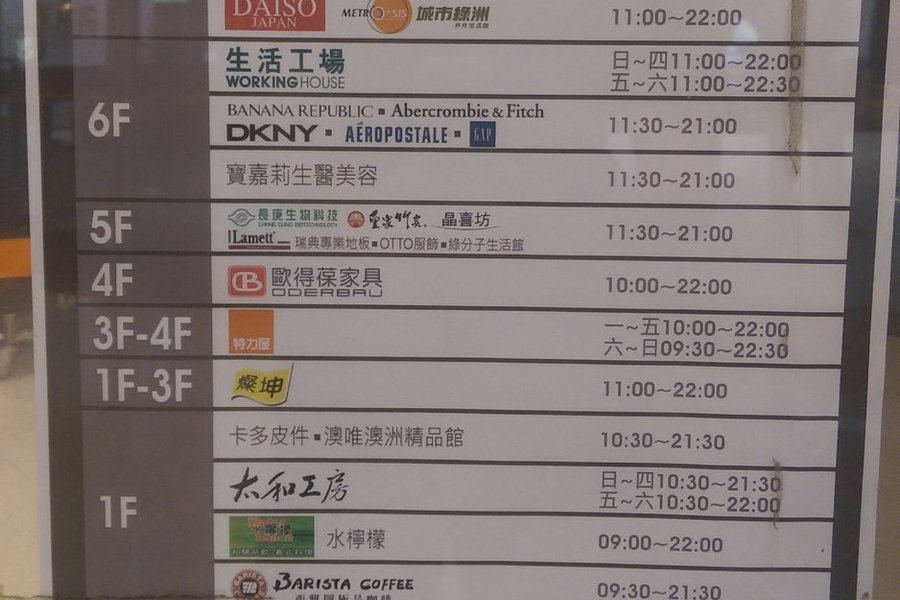 DAISO JAPAN METROASIS 城市綠洲 戶外生活館 11:00~22:00
生活工場 日~四11:00~22:00
WORKING HOUSE 五~六11:00~22:30
6F
BANANA REPUBLIC ▪ Abercrombie & Fitch
DKNY ▪ AÉROPOSTALE ▪ GAP 11:30~21:00
寶嘉莉生醫美容 11:30~21:00
5F
長庚生物科技 CHANG GUNG BIOTECHNOLOGY 皇家竹炭 晶喜坊
Lamett 瑞典專業地板▪OTTO服飾▪綠分子生活館 11:30~21:00
4F 歐得葆家具 ODERBAU 10:00~22:00
3F-4F 特力屋 一~五10:00~22:00
六~日09:30~22:30
1F-3F 燦坤 11:00~22:00
卡多皮件▪澳唯澳洲精品館 10:30~21:30
1F
太和工房 日~四10:30~21:30
五~六10:30~22:00
水檸檬 09:00~22:00
BARISTA COFFEE 09:30~21:30